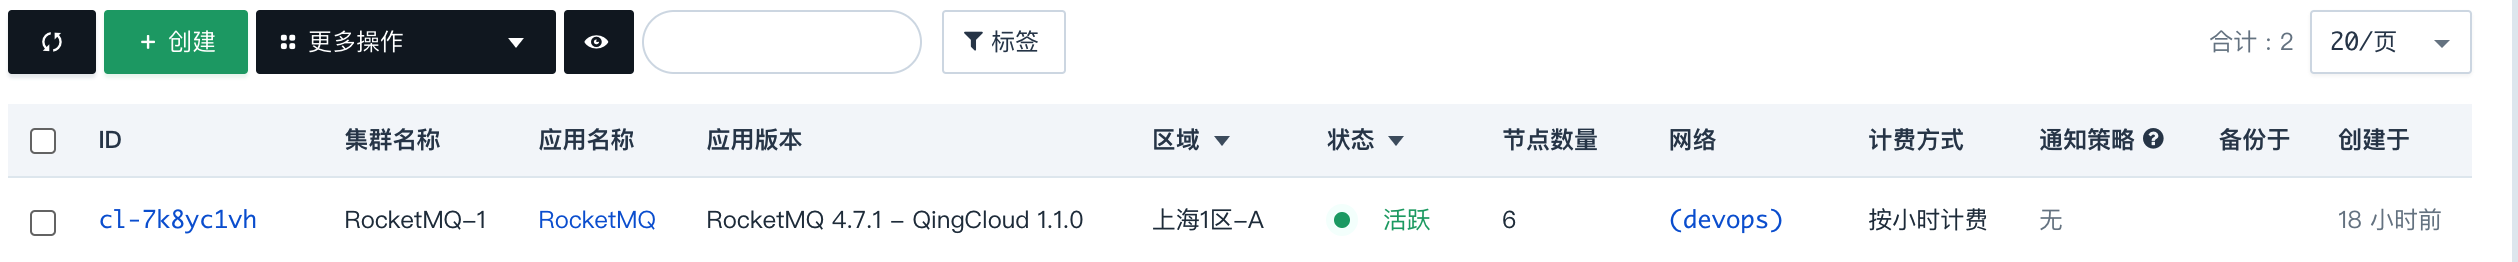 + 创建 更多操作 标签 合计：2 20/页
ID 集群名称 应用名称 应用版本 区域 状态 节点数量 网络 计费方式 通知策略 备份于 创建于
cl-7k8yc1vh RocketMQ-1 RocketMQ RocketMQ 4.7.1 - QingCloud 1.1.0 上海1区-A 活跃 6 (devops) 按小时计费 无 18 小时前